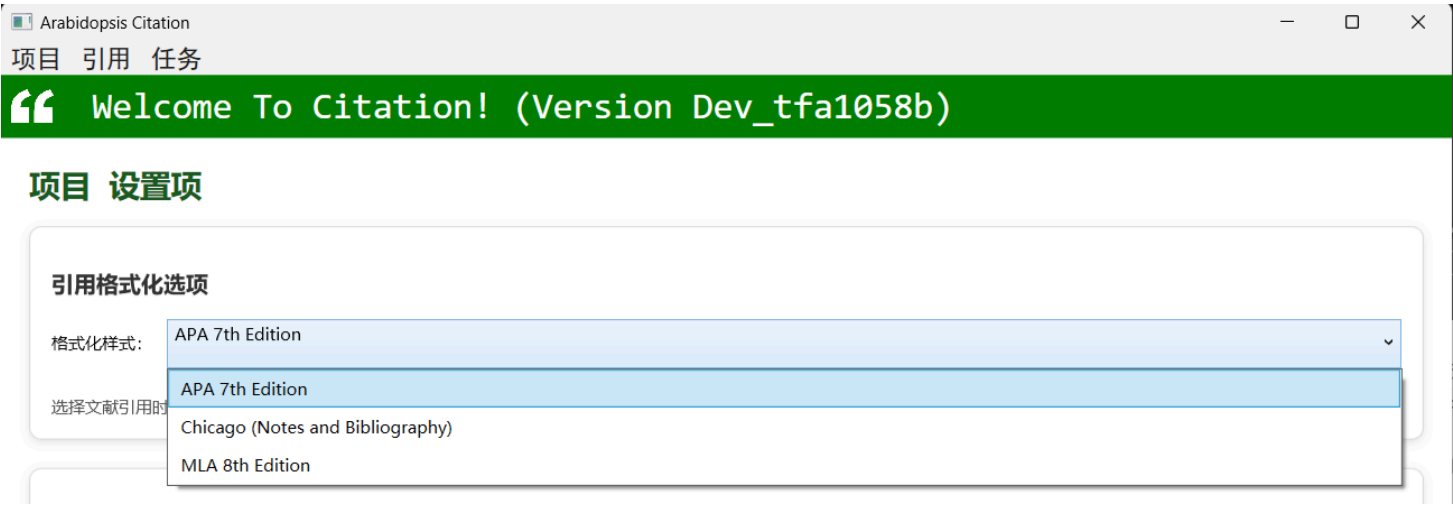 Arabidopsis Citation
项目 引用 任务
Welcome To Citation! (Version Dev_tfa1058b)
项目 设置项
引用格式化选项
格式化样式:
APA 7th Edition
APA 7th Edition
选择文献引用时
Chicago (Notes and Bibliography)
MLA 8th Edition